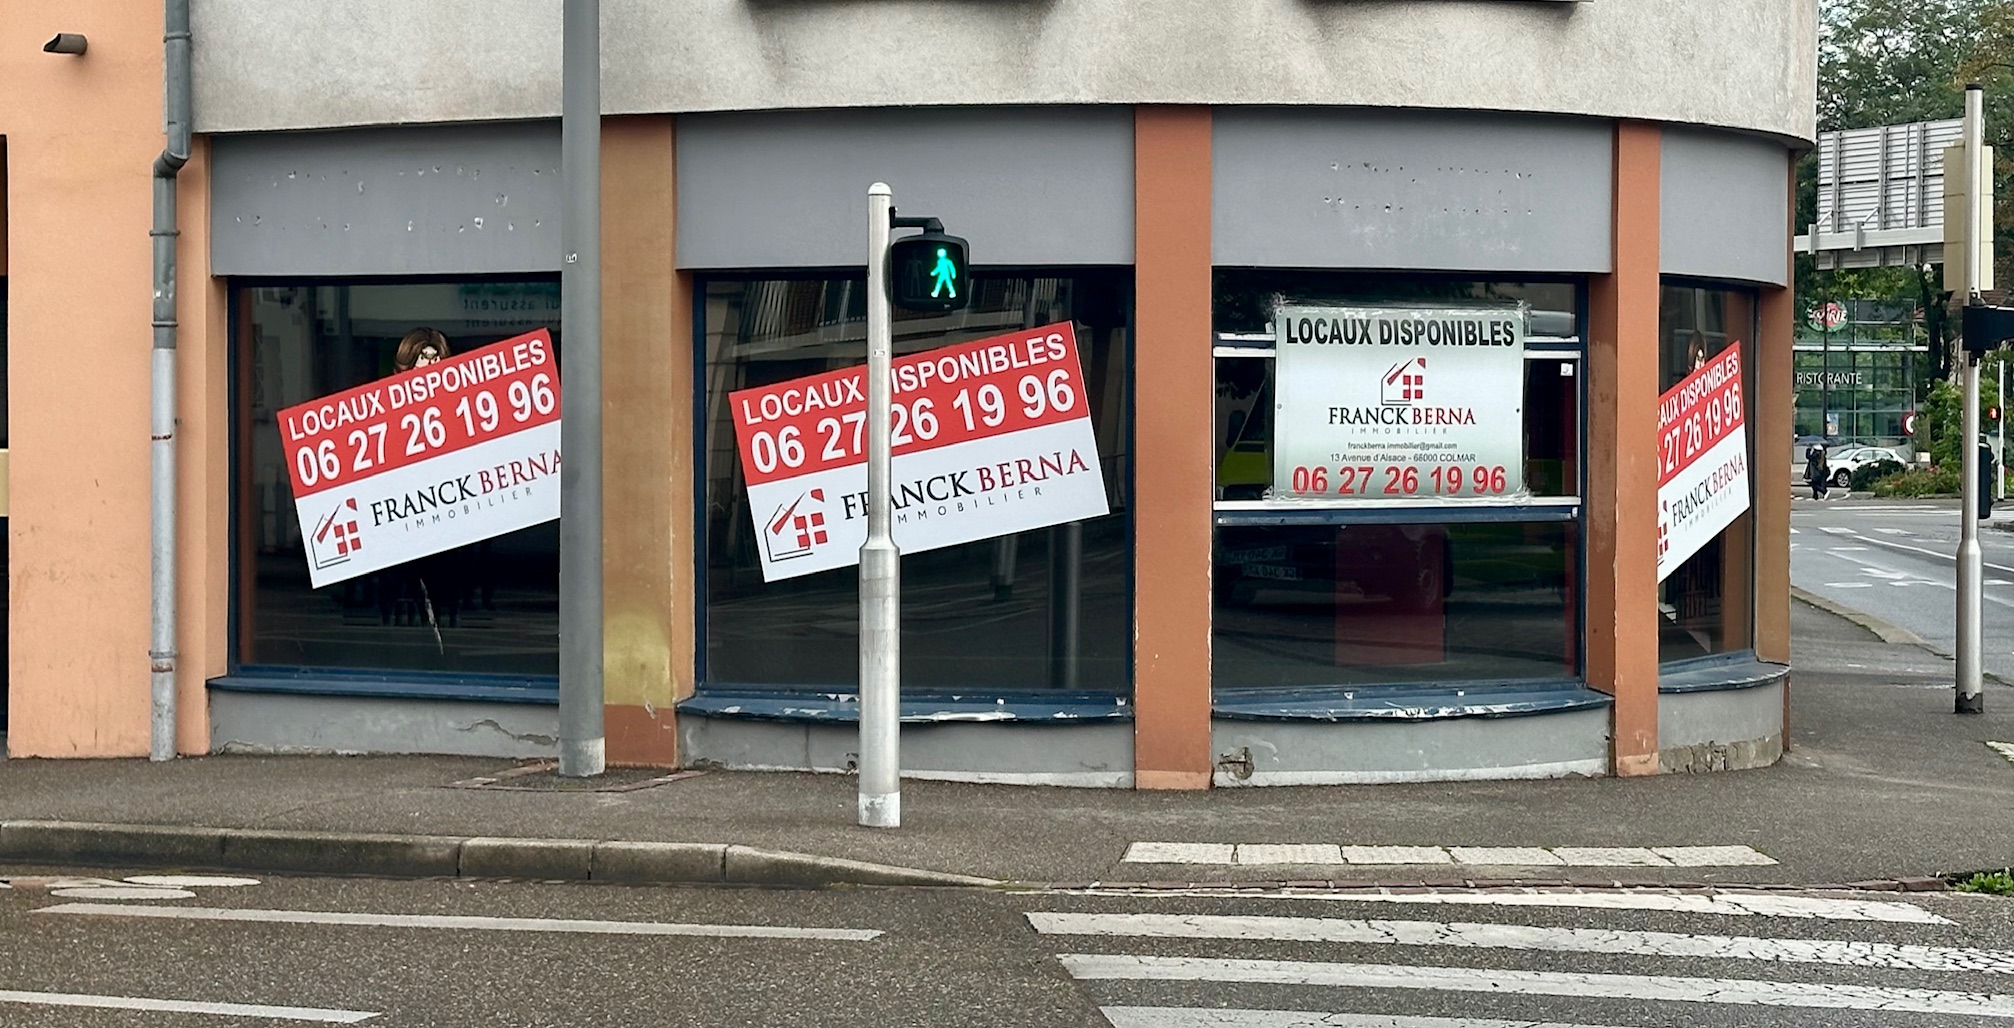 LOCAUX DISPONIBLES
06 27 26 19 96
FRANCK BERNA
IMMOBILIER
LOCAUX DISPONIBLES
06 27 26 19 96
FRANCK BERNA
IMMOBILIER
LOCAUX DISPONIBLES
FRANCK BERNA
IMMOBILIER
franckberna.immobilier@gmail.com
13 Avenue d'Alsace - 68000 COLMAR
06 27 26 19 96
CAUX DISPONIBLES
27 26 19 96
FRANCK BERNA
IMMOBILIER
RISTORANTE